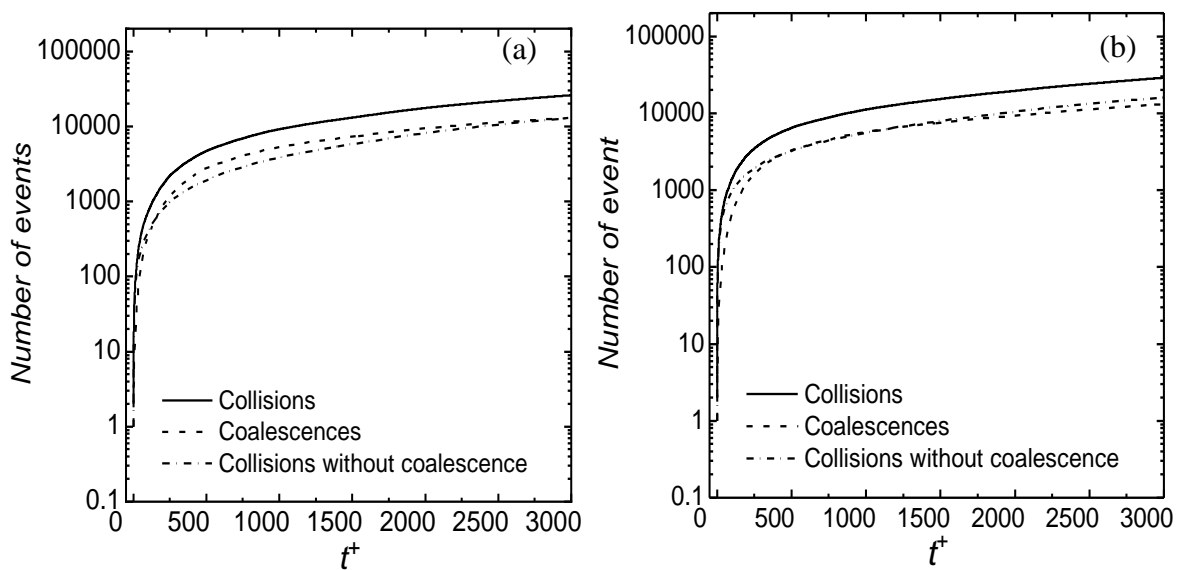 (a)
100000
10000
1000
100
10
1
0.1
Number of events
Collisions
Coalescences
Collisions without coalescence
0 500 1000 1500 2000 2500 3000
t+
(b)
100000
10000
1000
100
10
1
0.1
Number of event
Collisions
Coalescences
Collisions without coalescence
0 500 1000 1500 2000 2500 3000
t+